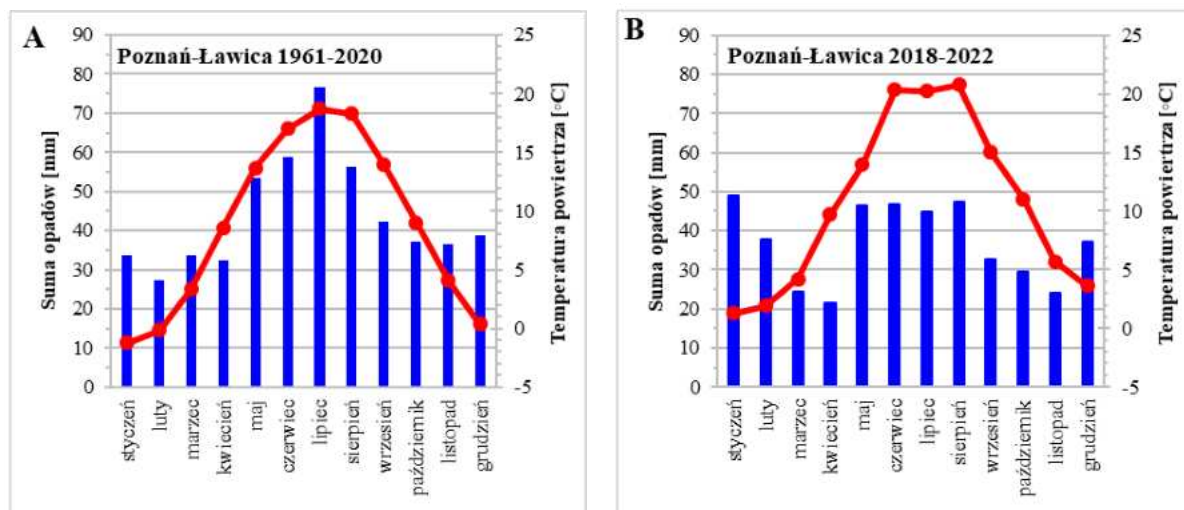 A
Poznań-Ławica 1961-2020
Suma opadów [mm]
90
80
70
60
50
40
30
20
10
0
25
20
15
10
5
0
-5
Temperatura powiertrza [◦C]
styczeń
luty
marzec
kwiecień
maj
czerwiec
lipiec
sierpień
wrzesień
październik
listopad
grudzień
B
Poznań-Ławica 2018-2022
Suma opadów [mm]
90
80
70
60
50
40
30
20
10
0
25
20
15
10
5
0
-5
Temperatura powiertrza [◦C]
styczeń
luty
marzec
kwiecień
maj
czerwiec
lipiec
sierpień
wrzesień
październik
listopad
grudzień